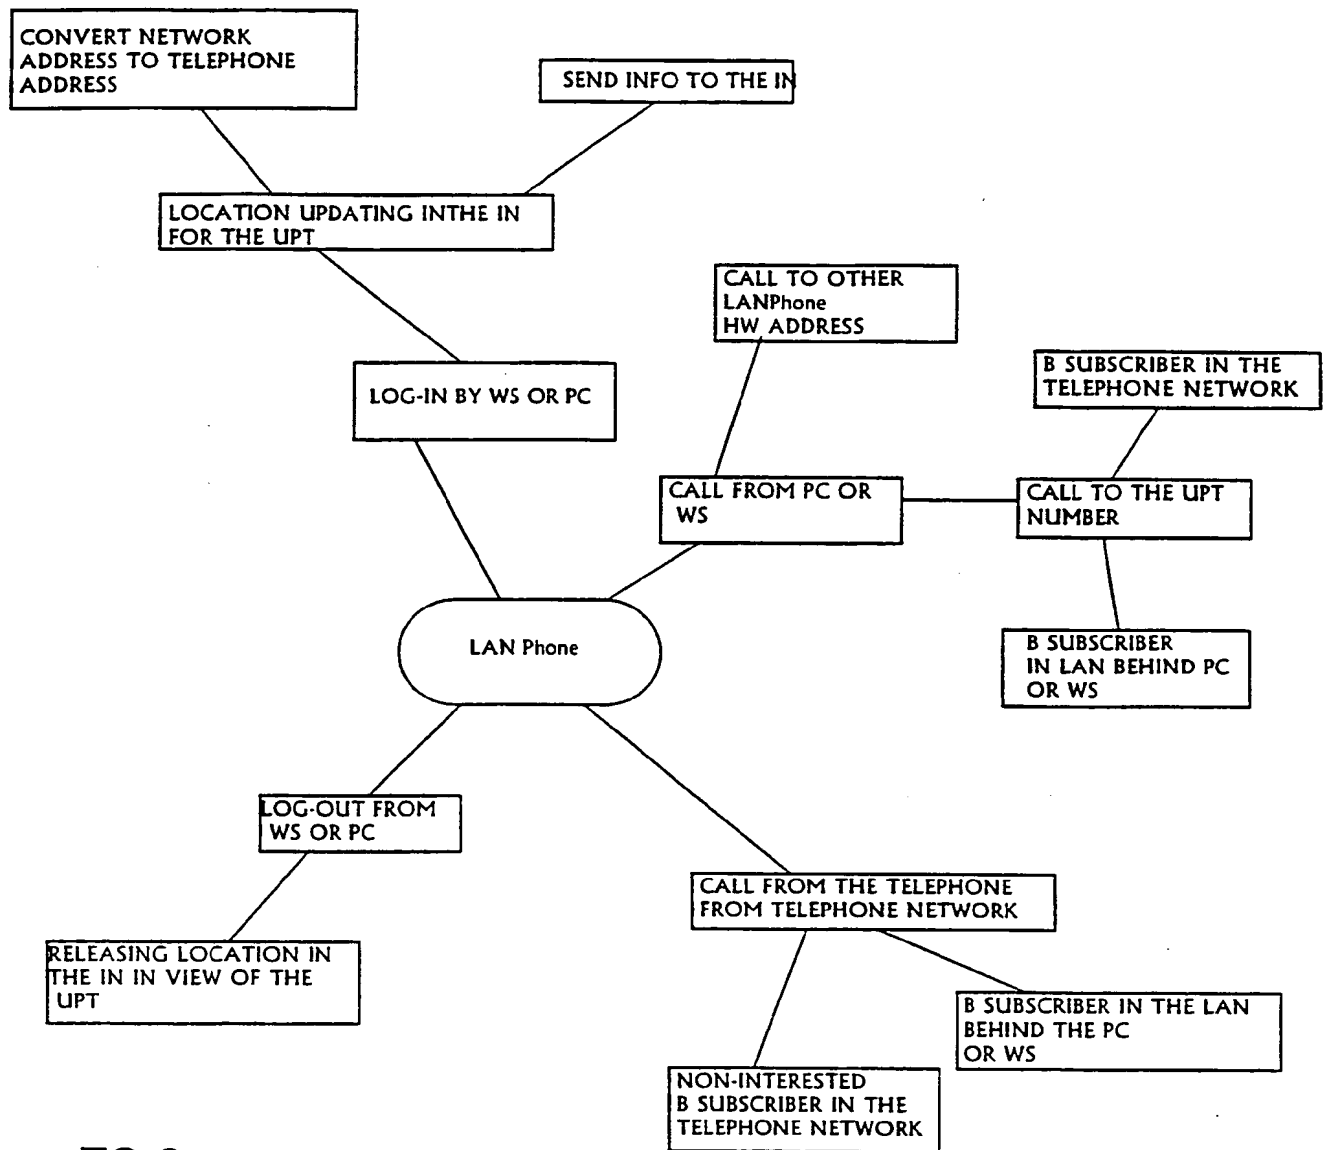 CONVERT NETWORK
ADDRESS TO TELEPHONE
ADDRESS
SEND INFO TO THE IN
LOCATION UPDATING INTHE IN
FOR THE UPT
CALL TO OTHER
LANPhone
HW ADDRESS
B SUBSCRIBER IN THE
TELEPHONE NETWORK
LOG-IN BY WS OR PC
CALL FROM PC OR
WS
CALL TO THE UPT
NUMBER
LAN Phone
B SUBSCRIBER
IN LAN BEHIND PC
OR WS
LOG-OUT FROM
WS OR PC
CALL FROM THE TELEPHONE
FROM TELEPHONE NETWORK
RELEASING LOCATION IN
THE IN IN VIEW OF THE
UPT
B SUBSCRIBER IN THE LAN
BEHIND THE PC
OR WS
NON-INTERESTED
B SUBSCRIBER IN THE
TELEPHONE NETWORK